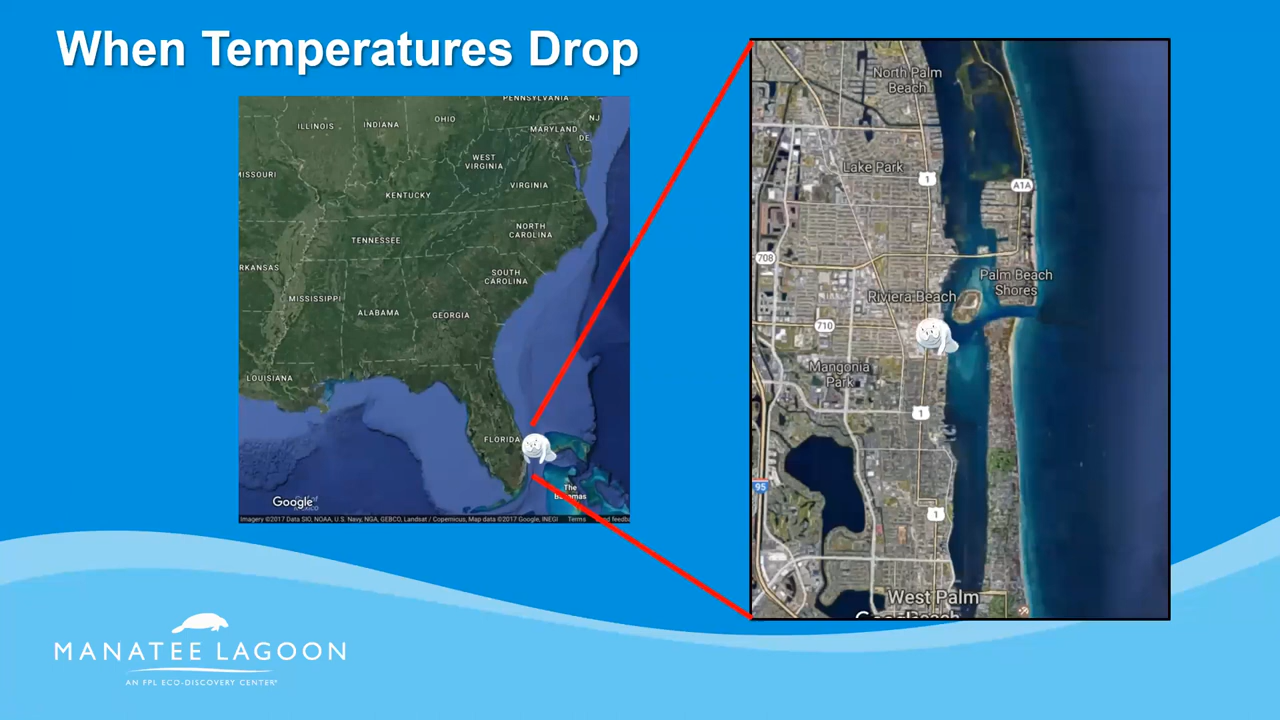 When Temperatures Drop
PENNSYLVANIA
ILLINOIS
INDIANA
OHIO
NJ
MARYLAND
DE
WEST
VIRGINIA
MISSOURI
KENTUCKY
VIRGINIA
TENNESSEE
NORTH
CAROLINA
RKANSAS
SOUTH
CAROLINA
MISSISSIPPI
ALABAMA
GEORGIA
LOUISIANA
FLORIDA
The
Bahamas
Google
Imagery ©2017 Data SIO, NOAA, U.S. Navy, NGA, GEBCO, Landsat / Copernicus, Map data ©2017 Google, INEGI Terms
North Palm
Beach
Lake Park
1
A1A
708
Palm Beach
Shores
Riviera Beach
710
Mangonia
Park
1
95
1
West Palm
Beach
MANATEE LAGOON
AN FPL ECO-DISCOVERY CENTER